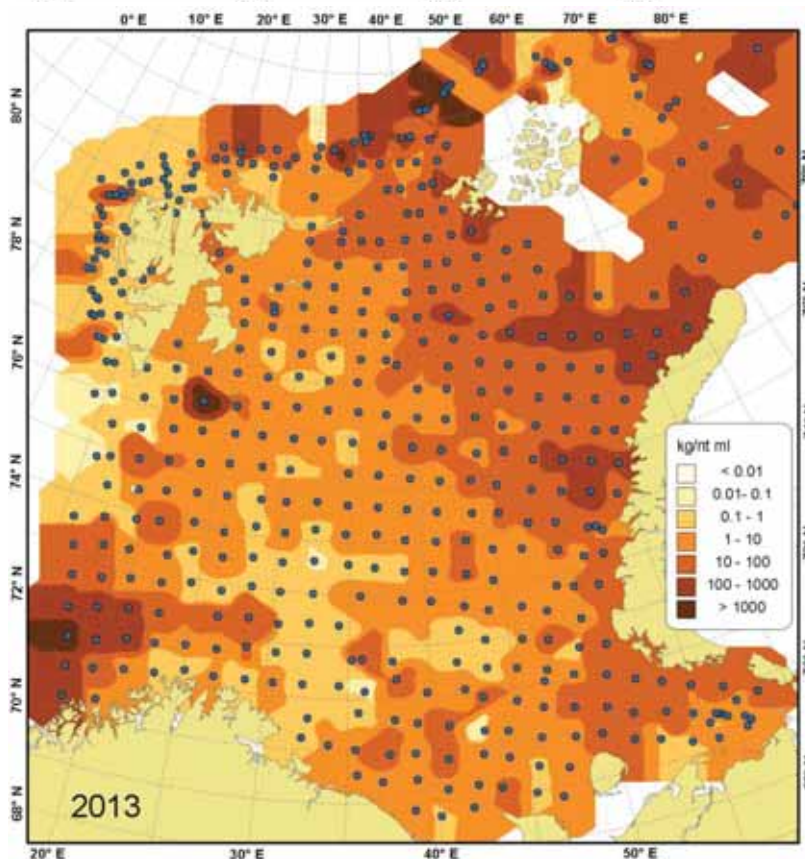 0° E 10° E 20° E 30° E 40° E 50° E 60° E 70° E 80° E
80° N
78° N
76° N
74° N
72° N
70° N
68° N
kg/nt ml
< 0.01
0.01- 0.1
0.1 - 1
1 - 10
10 - 100
100 - 1000
> 1000
2013
20° E 30° E 40° E 50° E